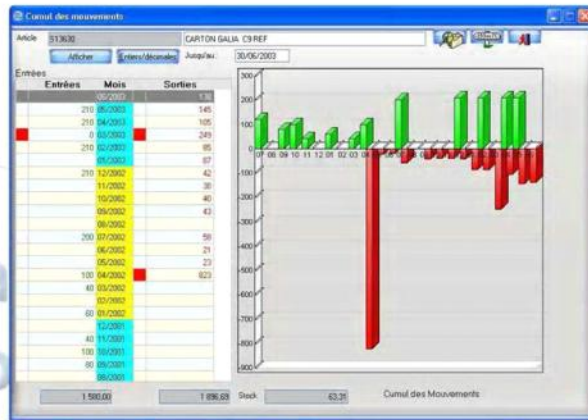 Cumul des mouvements
Article 513630 CARTON GALIA C9 REF
Afficher Entiers/décimales Jusqu'au: 30/06/2003
Entrées
Entrées Mois Sorties
06/2003 138
210 05/2003 145
210 04/2003 105
0 03/2003 249
210 02/2003 85
01/2003 87
210 12/2002 42
11/2002 38
10/2002 40
09/2002 43
08/2002
200 07/2002 58
06/2002 21
05/2002 23
100 04/2002 823
40 03/2002
02/2002
60 01/2002
12/2001
40 11/2001
100 10/2001
80 09/2001
08/2001
300
200
100
0
-100
-200
-300
-400
-500
-600
-700
-800
-900
07 08 09 10 11 12 01 02 03 04
1 500,00 1 896,69 Stock 63,31 Cumul des Mouvements